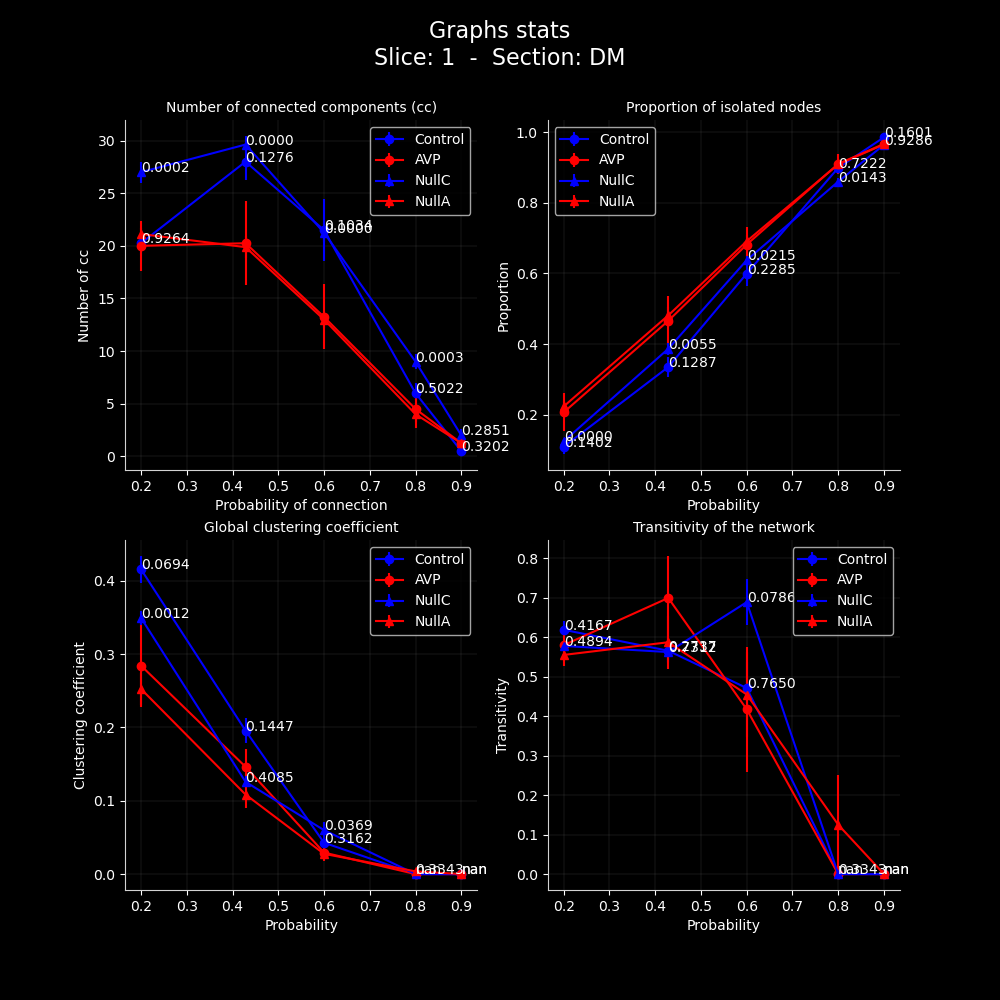 Graphs stats
Slice: 1 - Section: DM
Number of connected components (cc)
Number of cc
30
25
20
15
10
5
0
0.0002
0.9264
0.0000
0.1276
0.0000
0.0003
0.5022
0.2851
0.3202
Control
AVP
NullC
NullA
0.2 0.3 0.4 0.5 0.6 0.7 0.8 0.9
Probability of connection
Proportion of isolated nodes
Proportion
1.0
0.8
0.6
0.4
0.2
Control
AVP
NullC
NullA
0.0000
0.1402
0.0055
0.1287
0.0215
0.2285
0.7222
0.0143
0.1601
0.9286
0.2 0.3 0.4 0.5 0.6 0.7 0.8 0.9
Probability
Global clustering coefficient
Clustering coefficient
0.4
0.3
0.2
0.1
0.0
0.0694
0.0012
0.1447
0.4085
0.0369
0.3162
0.3343
nan
Control
AVP
NullC
NullA
0.2 0.3 0.4 0.5 0.6 0.7 0.8 0.9
Probability
Transitivity of the network
Transitivity
0.8
0.7
0.6
0.5
0.4
0.3
0.2
0.1
0.0
0.4167
0.4894
0.0786
0.7650
0.3343
nan
nan
Control
AVP
NullC
NullA
0.2 0.3 0.4 0.5 0.6 0.7 0.8 0.9
Probability